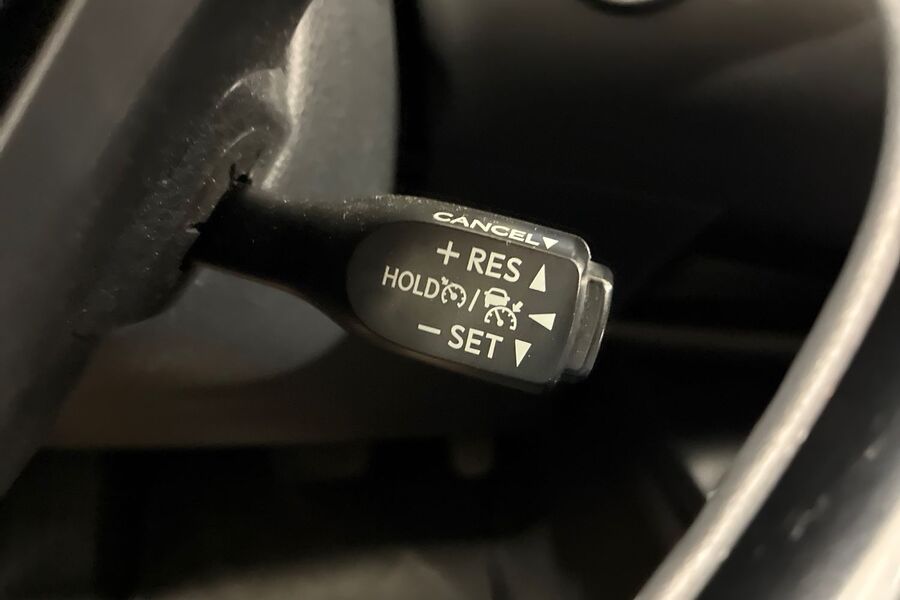 CANCEL▼
+ RES ▲
HOLD / ◀
− SET ▼